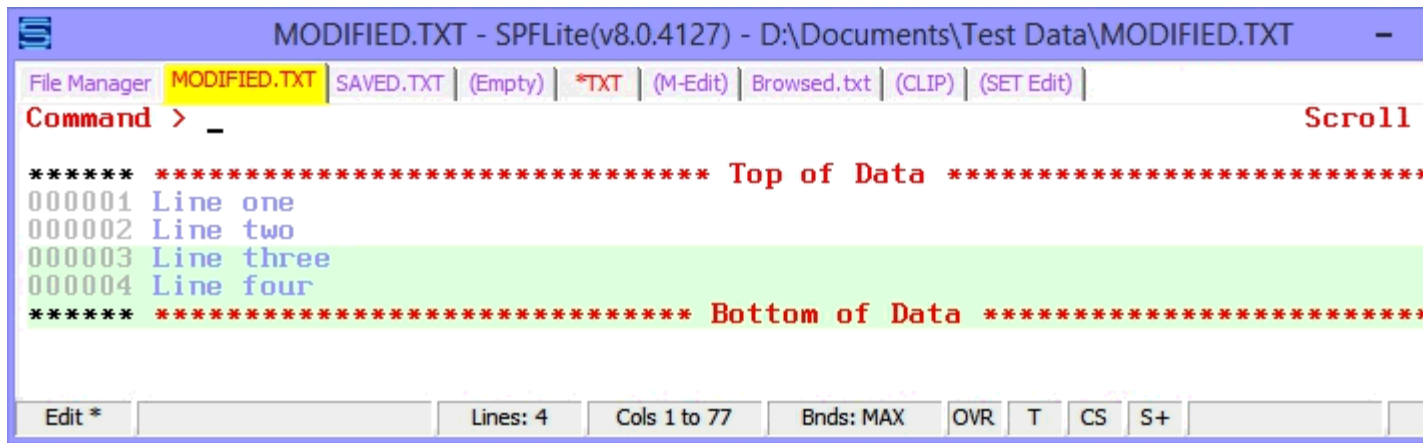 MODIFIED.TXT - SPFLite(v8.0.4127) - D:\Documents\Test Data\MODIFIED.TXT
File Manager MODIFIED.TXT SAVED.TXT (Empty) *TXT (M-Edit) Browsed.txt (CLIP) (SET Edit)
Command > _ Scroll
****** ******************************* Top of Data ***************************
000001 Line one
000002 Line two
000003 Line three
000004 Line four
****** ****************************** Bottom of Data *************************
Edit * Lines: 4 Cols 1 to 77 Bnds: MAX OVR T CS S+